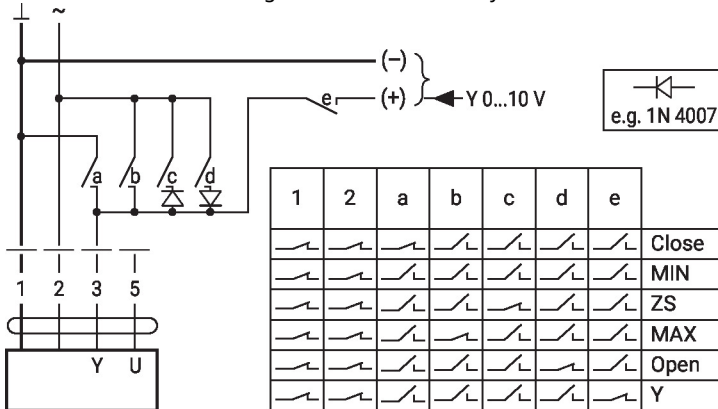 ⊥ ~
(–)
e (+) Y 0...10 V
e.g. 1N 4007
a b c d
1 2 a b c d e
Close
MIN
ZS
MAX
Open
Y
1 2 3 5
Y U